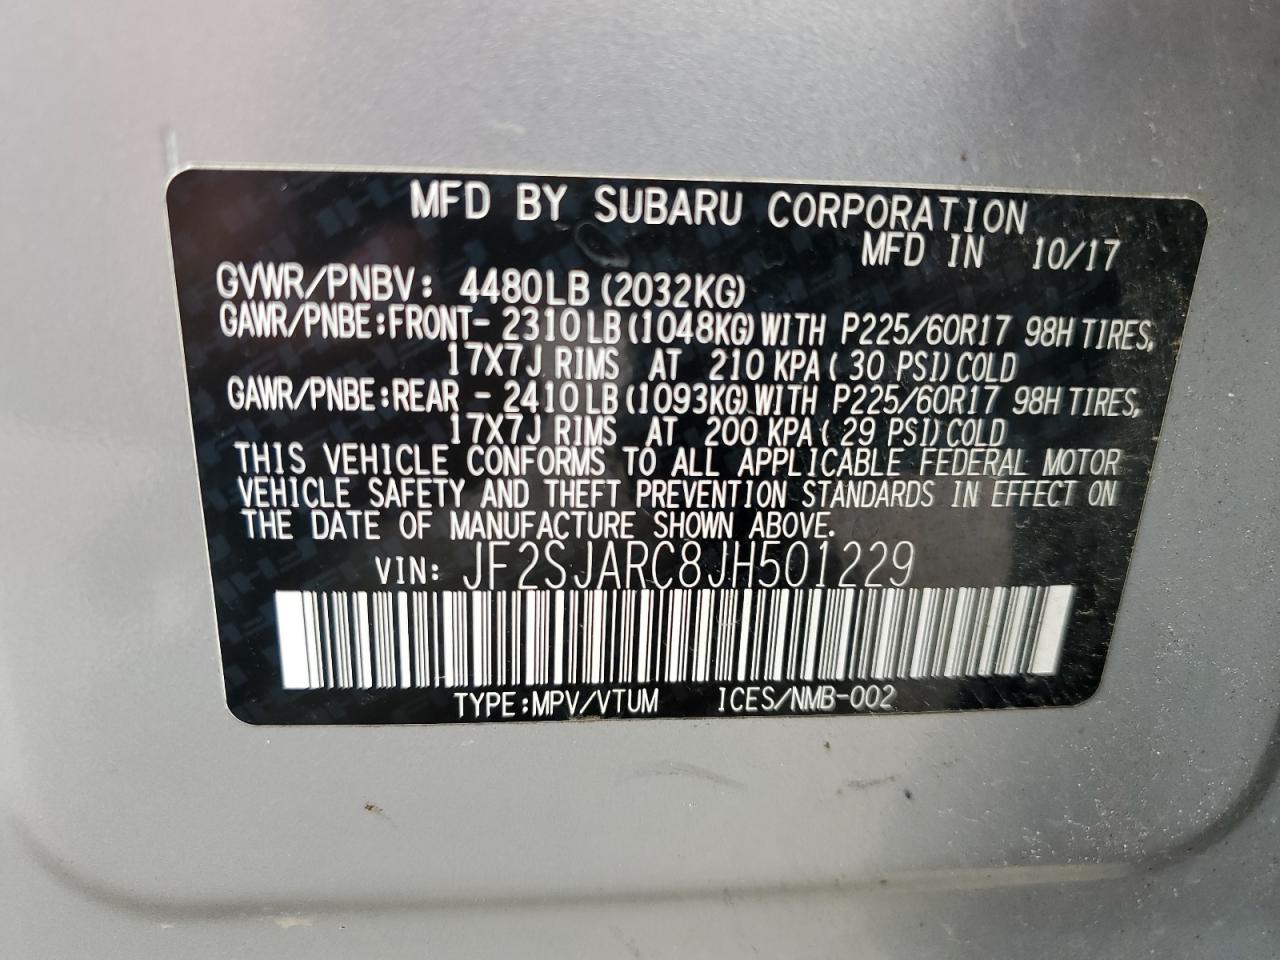 MFD BY SUBARU CORPORATION
MFD IN 10/17
GVWR/PNBV: 4480LB (2032KG)
GAWR/PNBE:FRONT- 2310LB(1048KG)WITH P225/60R17 98H TIRES,
17X7J RIMS AT 210 KPA( 30 PSI)COLD
GAWR/PNBE:REAR - 2410LB(1093KG)WITH P225/60R17 98H TIRES,
17X7J RIMS AT 200 KPA( 29 PSI)COLD
THIS VEHICLE CONFORMS TO ALL APPLICABLE FEDERAL MOTOR
VEHICLE SAFETY AND THEFT PREVENTION STANDARDS IN EFFECT ON
THE DATE OF MANUFACTURE SHOWN ABOVE.
VIN: JF2SJARC8JH501229
TYPE:MPV/VTUM ICES/NMB-002